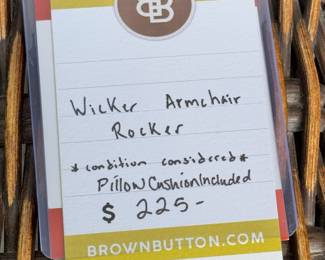 Wicker Armchair
Rocker
*condition considered*
Pillow Cushion Included
$ 225-
BROWNBUTTON.COM